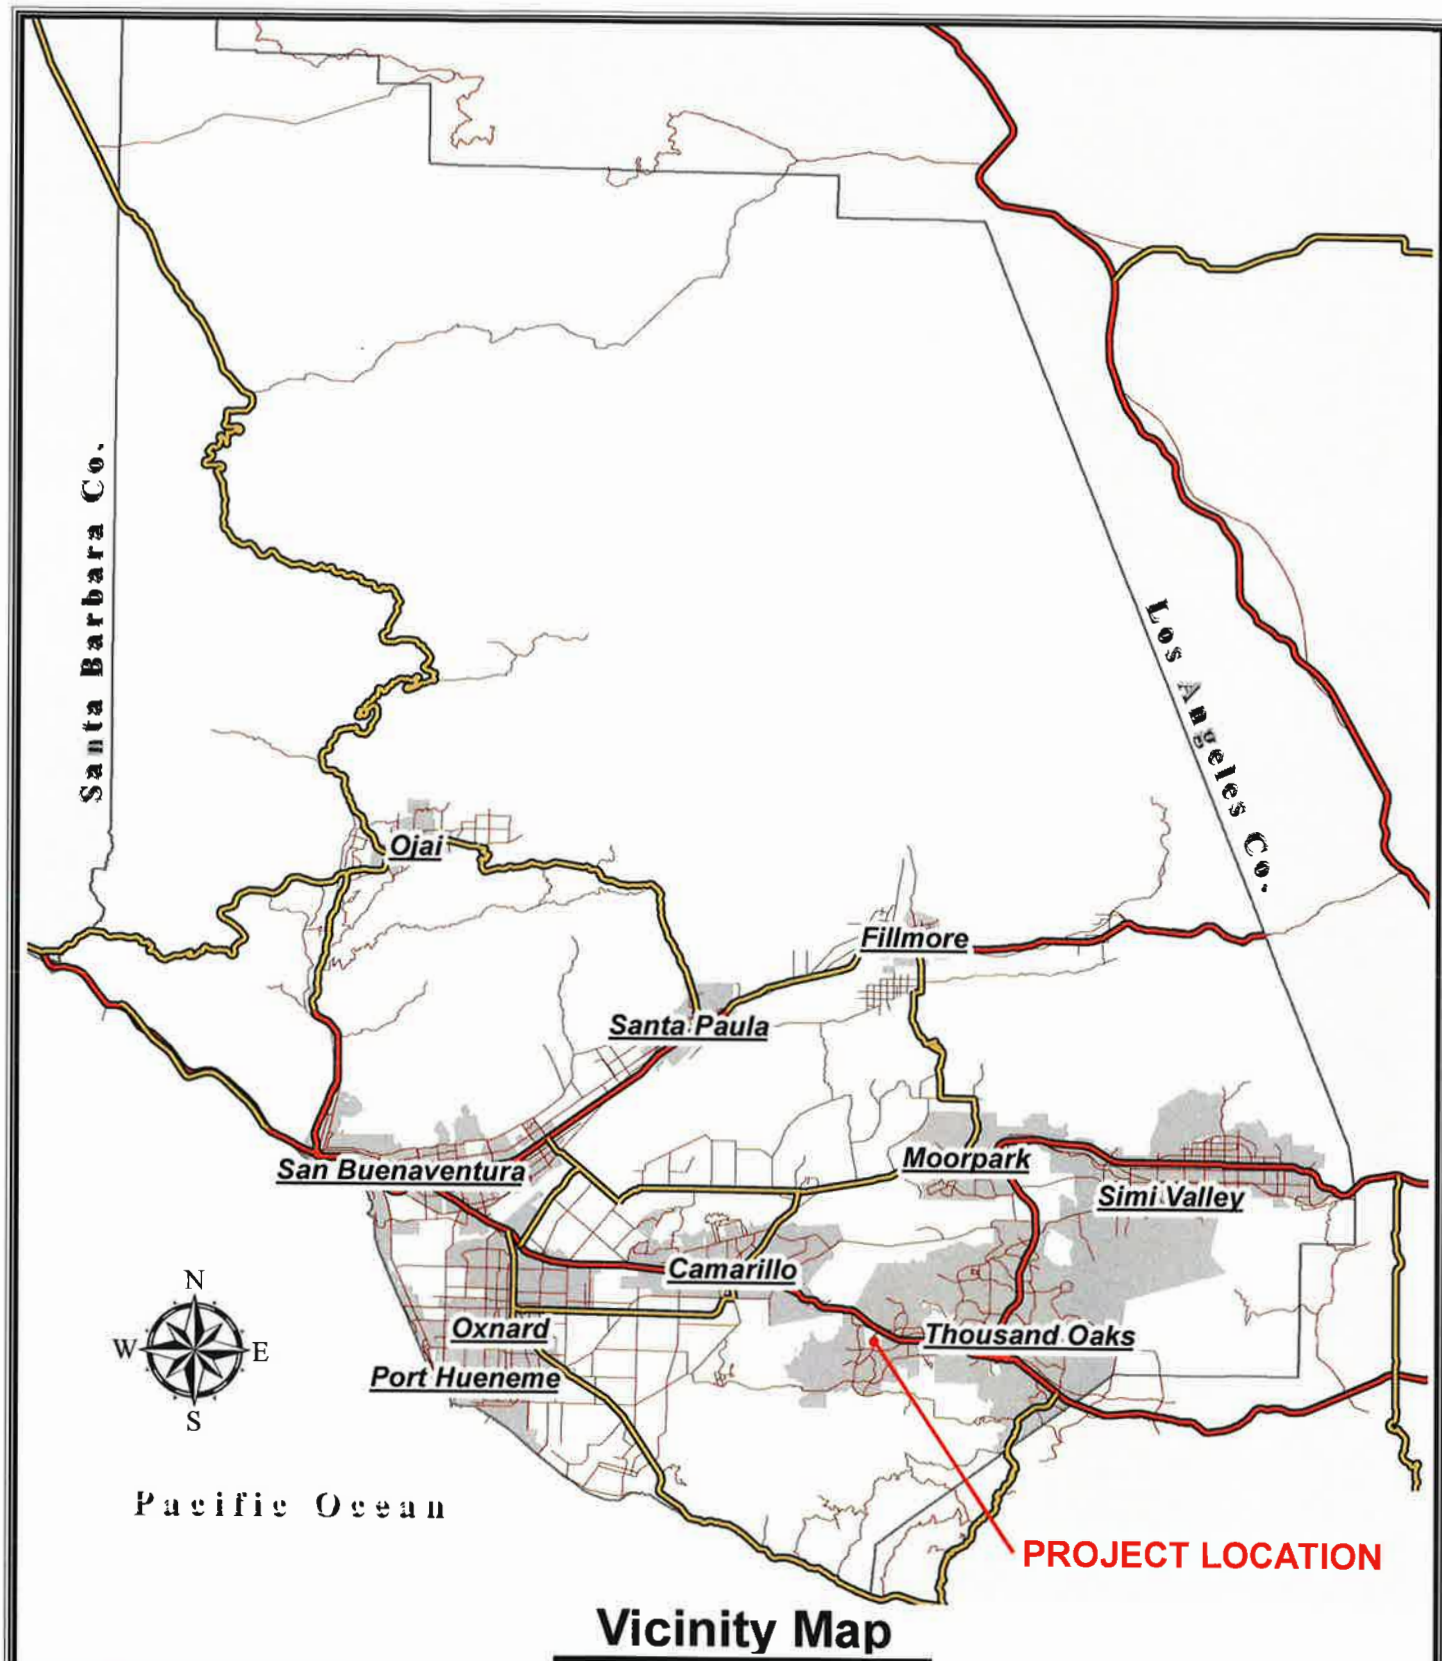 Santa Barbara Co.
Los Angeles Co.
Ojai
Fillmore
Santa Paula
San Buenaventura
Moorpark
Simi Valley
Camarillo
Oxnard
Thousand Oaks
Port Hueneme
N
W
E
S
Pacific Ocean
PROJECT LOCATION
Vicinity Map